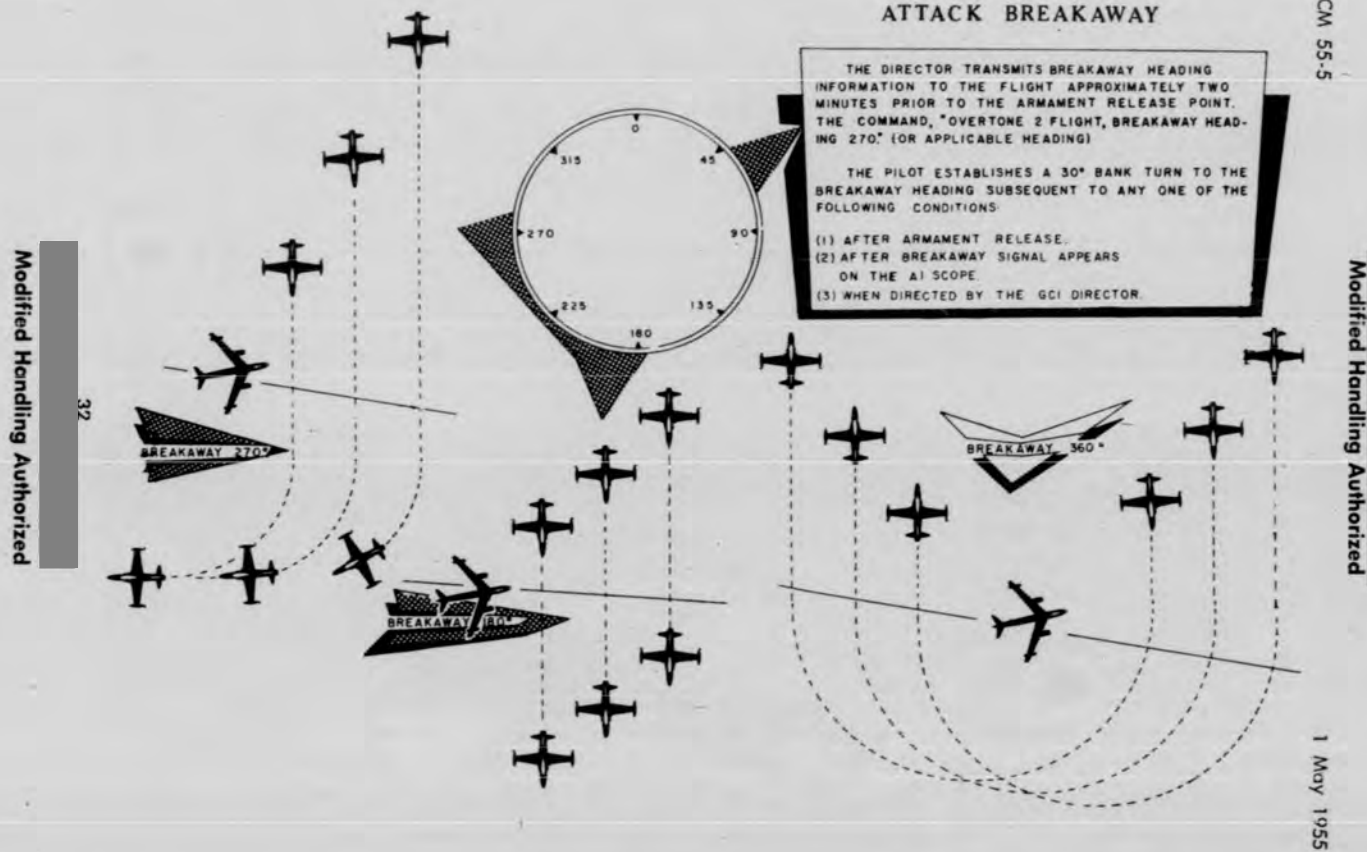 ATTACK BREAKAWAY
CM 55-5
THE DIRECTOR TRANSMITS BREAKAWAY HEADING
INFORMATION TO THE FLIGHT APPROXIMATELY TWO
MINUTES PRIOR TO THE ARMAMENT RELEASE POINT.
THE COMMAND, "OVERTONE 2 FLIGHT, BREAKAWAY HEAD-
ING 270." (OR APPLICABLE HEADING)
THE PILOT ESTABLISHES A 30° BANK TURN TO THE
BREAKAWAY HEADING SUBSEQUENT TO ANY ONE OF THE
FOLLOWING CONDITIONS:
(1) AFTER ARMAMENT RELEASE.
(2) AFTER BREAKAWAY SIGNAL APPEARS
ON THE AI SCOPE.
(3) WHEN DIRECTED BY THE GCI DIRECTOR.
0
45
90
135
180
225
270
315
BREAKAWAY 270°
BREAKAWAY 180°
BREAKAWAY 360°
Modified Handling Authorized
32
Modified Handling Authorized
1 May 1955